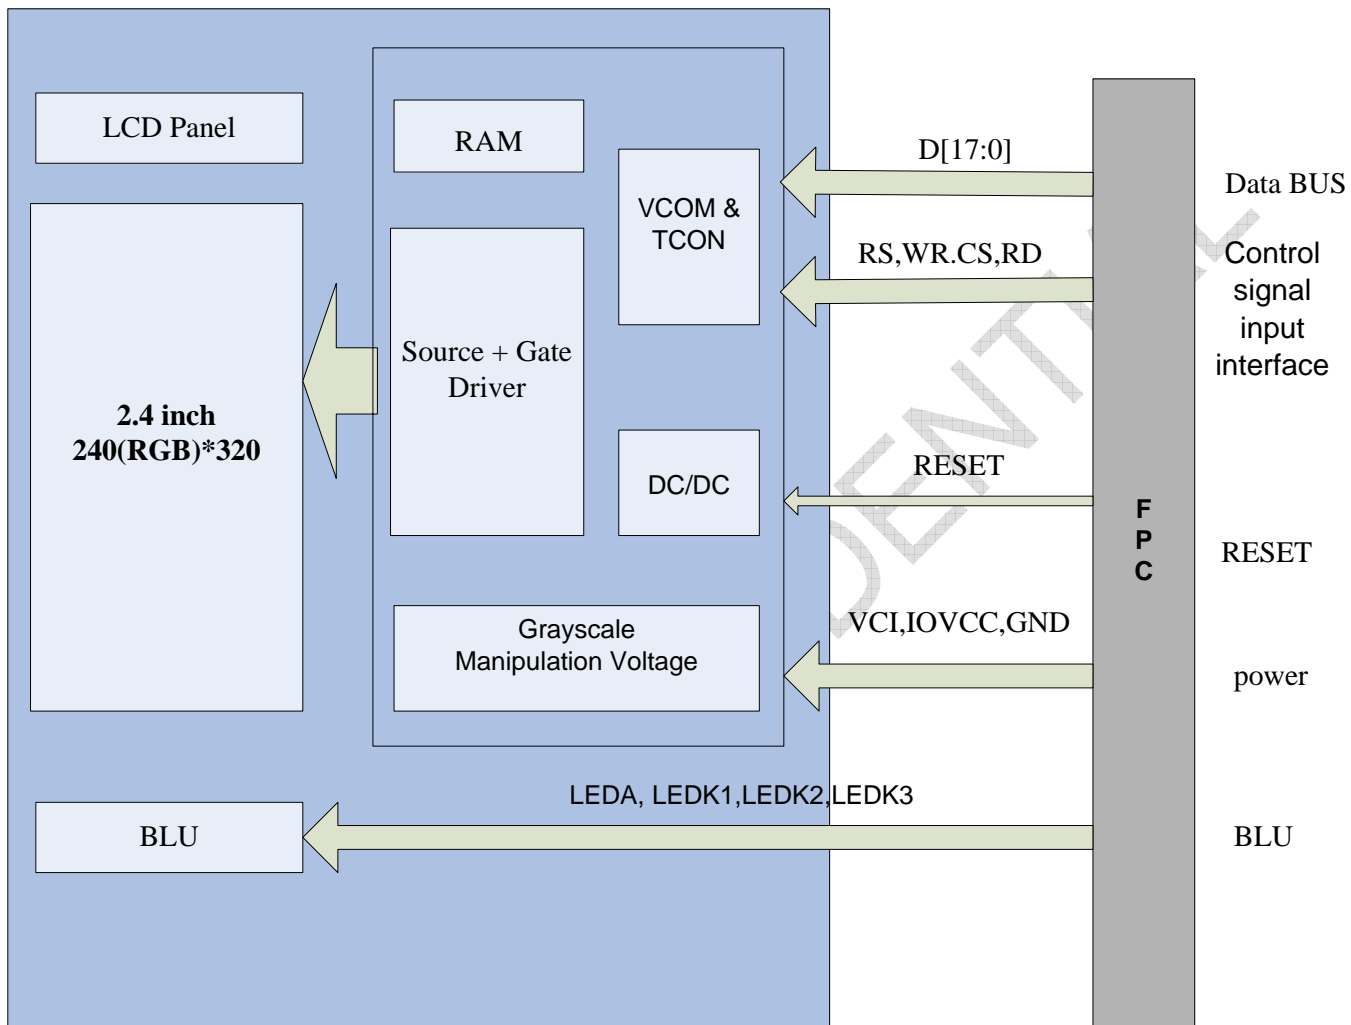 LCD Panel
RAM
D[17:0]
Data BUS
VCOM &
TCON
RS,WR.CS,RD
Control
signal
input
interface
Source + Gate
Driver
2.4 inch
240(RGB)*320
DC/DC
RESET
F
P
C
RESET
Grayscale
Manipulation Voltage
VCI,IOVCC,GND
power
LEDA, LEDK1,LEDK2,LEDK3
BLU
BLU
DENTIAL